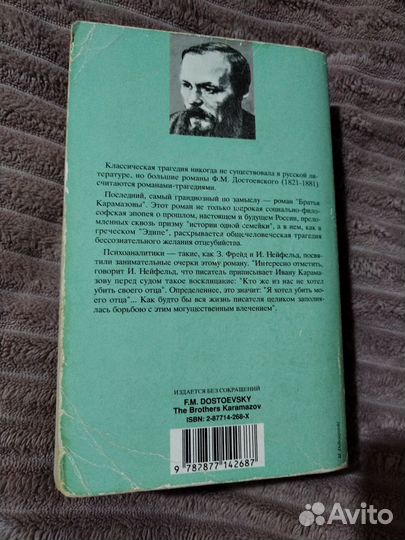 Классическая трагедия никогда не существовала в русской ли-
тературе, но большие романы Ф.М. Достоевского (1821-1881)
считаются романами-трагедиями.
Последний, самый грандиозный по замыслу – роман "Братья
Карамазовы". Этот роман не только широкая социально-фило-
софская эпопея о прошлом, настоящем и будущем России, пре-
ломленных сквозь призму "истории одной семейки", а в нем, как а
греческом "Эдипе", раскрывается общечеловеческая трагедия
бессознательного желания отцеубийства.
Психоаналитики – такие, как З. Фрейд и И. Нейфельд, посвя-
тили занимательные очерки этому роману. "Интересно отметить,
говорит И. Нейфельд, что писатель приписывает Ивану Карама-
зову перед судом такое восклицание: "Кто же из нас не хотел
убить своего отца". Определеннее, это значит: "Я хотел убить мо-
его отца"... Как будто бы вся жизнь писателя целиком заполня-
лась борьбою с этим могущественным влечением".
ИЗДАЕТСЯ БЕЗ СОКРАЩЕНИЙ
F.M. DOSTOEVSKY
The Brothers Karamazov
ISBN: 2-87714-268-X
9 782877 142687
Avito